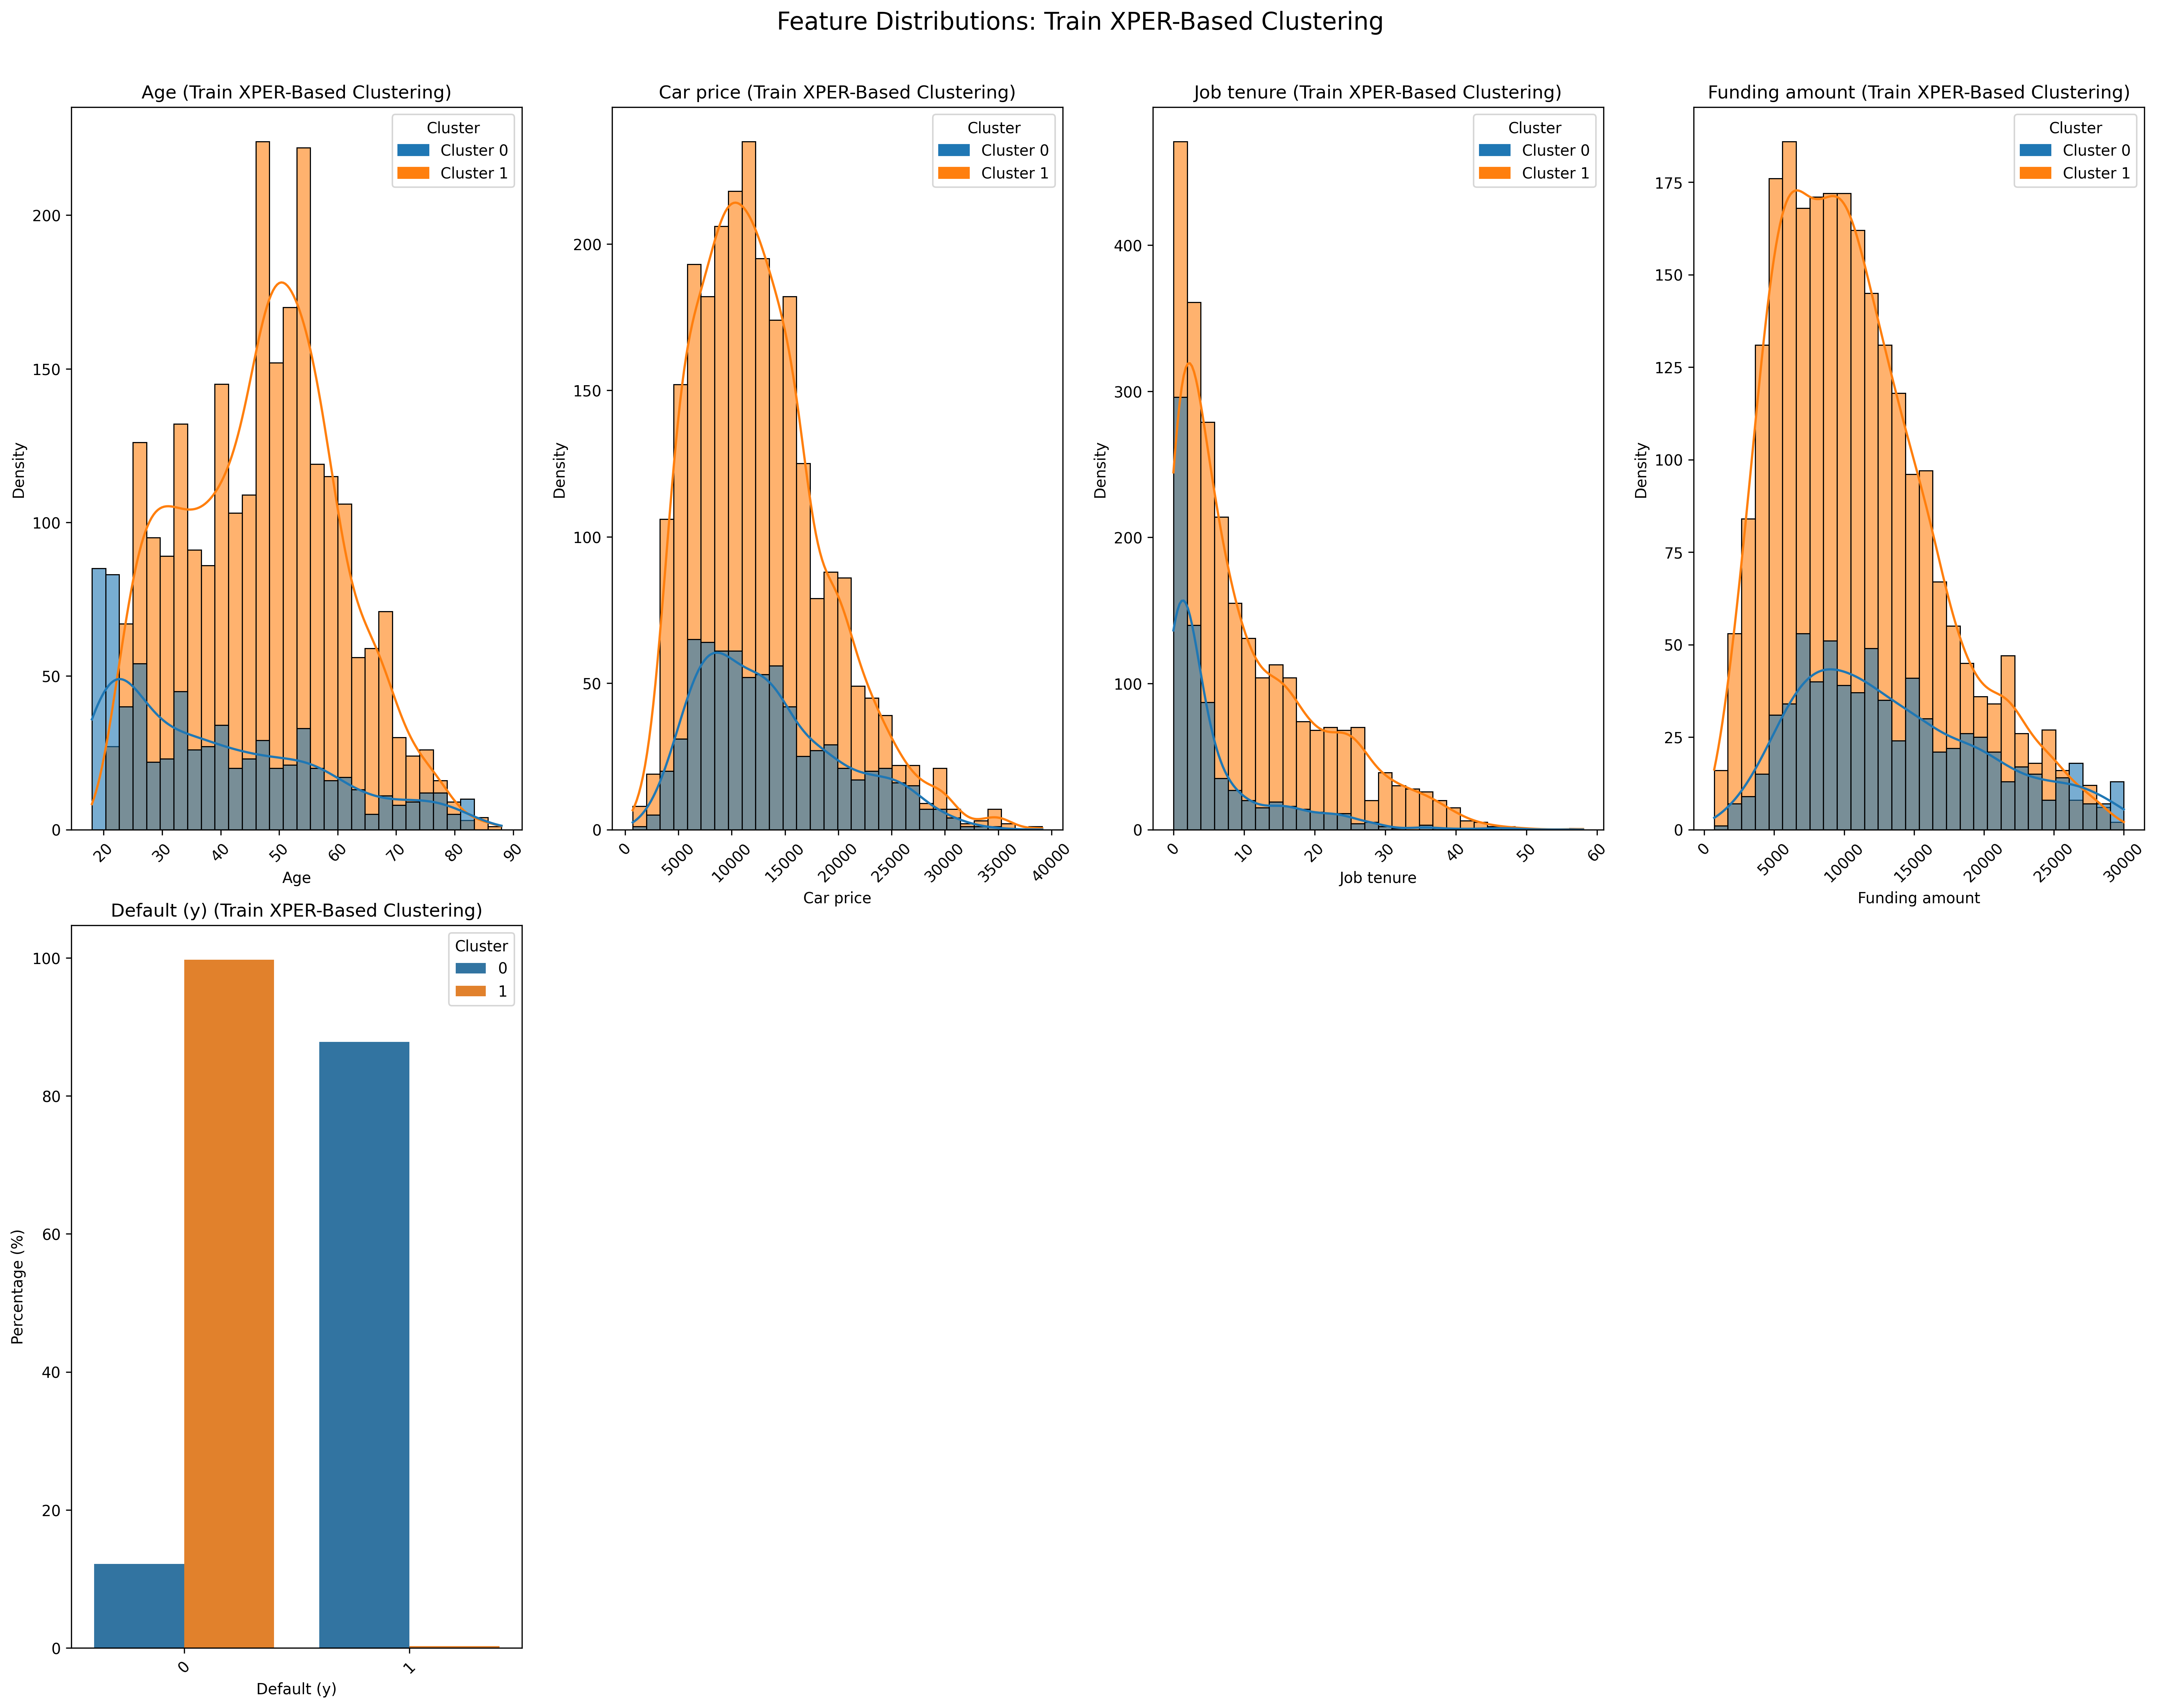 Feature Distributions: Train XPER-Based Clustering
Age (Train XPER-Based Clustering)
Cluster
Cluster 0
Cluster 1
Density
200
150
100
50
0
20
30
40
50
60
70
80
90
Age
Car price (Train XPER-Based Clustering)
Cluster
Cluster 0
Cluster 1
Density
200
150
100
50
0
0
5000
10000
15000
20000
25000
30000
35000
40000
Car price
Job tenure (Train XPER-Based Clustering)
Cluster
Cluster 0
Cluster 1
Density
400
300
200
100
0
0
10
20
30
40
50
60
Job tenure
Funding amount (Train XPER-Based Clustering)
Cluster
Cluster 0
Cluster 1
Density
175
150
125
100
75
50
25
0
0
5000
10000
15000
20000
25000
30000
Funding amount
Default (y) (Train XPER-Based Clustering)
Cluster
0
1
Percentage (%)
100
80
60
40
20
0
0
1
Default (y)